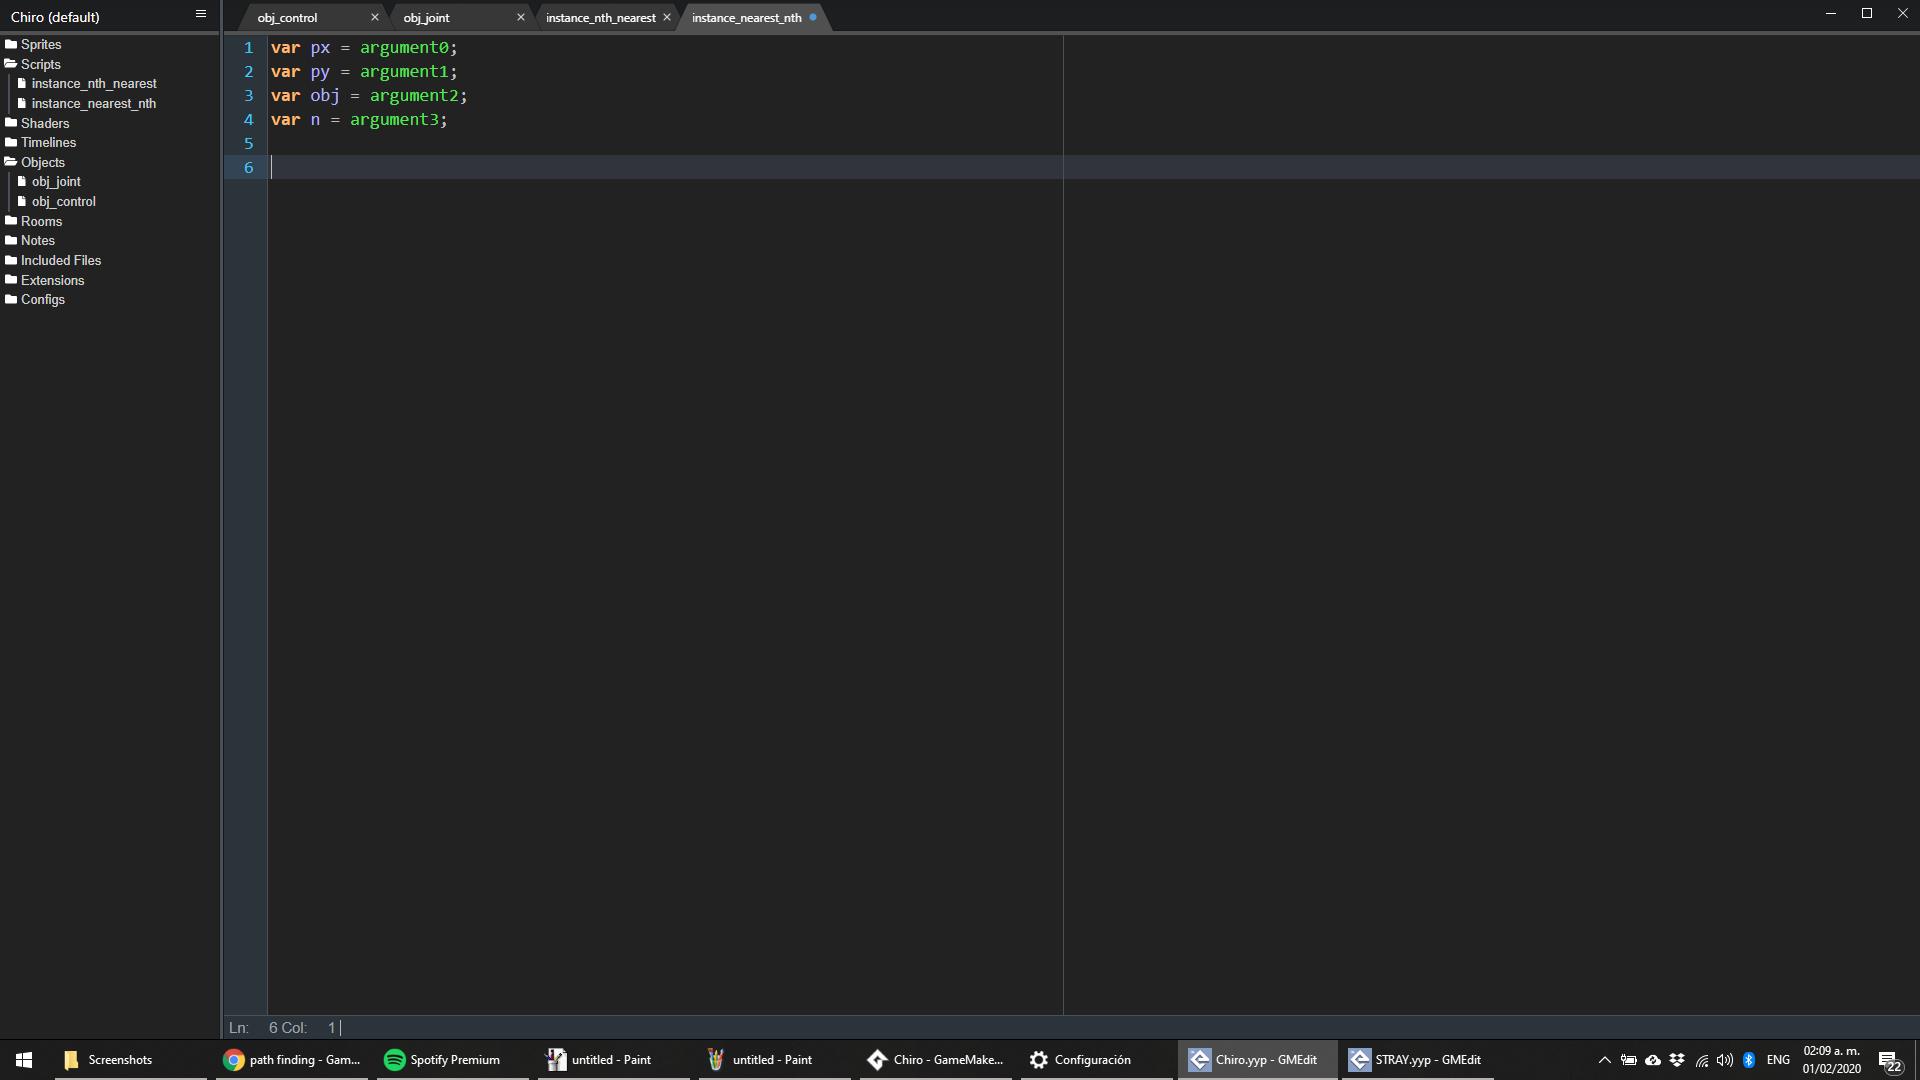 Chiro (default)
obj_control
obj_joint
instance_nth_nearest
instance_nearest_nth
Sprites
Scripts
instance_nth_nearest
instance_nearest_nth
Shaders
Timelines
Objects
obj_joint
obj_control
Rooms
Notes
Included Files
Extensions
Configs
1 var px = argument0;
2 var py = argument1;
3 var obj = argument2;
4 var n = argument3;
5
6
Ln: 6 Col: 1
Screenshots
path finding - Gam...
Spotify Premium
untitled - Paint
untitled - Paint
Chiro - GameMake...
Configuración
Chiro.yyp - GMEdit
STRAY.yyp - GMEdit
ENG
02:09 a. m.
01/02/2020
22